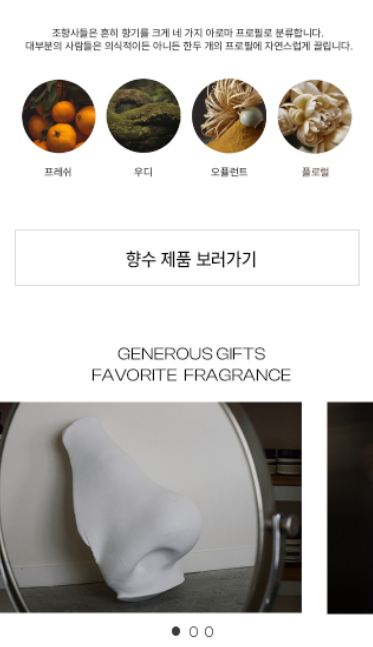 조향사들은 흔히 향기를 크게 네 가지 아로마 프로필로 분류합니다.
대부분의 사람들은 의식적이든 아니든 한두 개의 프로필에 자연스럽게 끌립니다.
프레쉬
우디
오퓰런트
플로럴
향수 제품 보러가기
GENEROUS GIFTS
FAVORITE FRAGRANCE